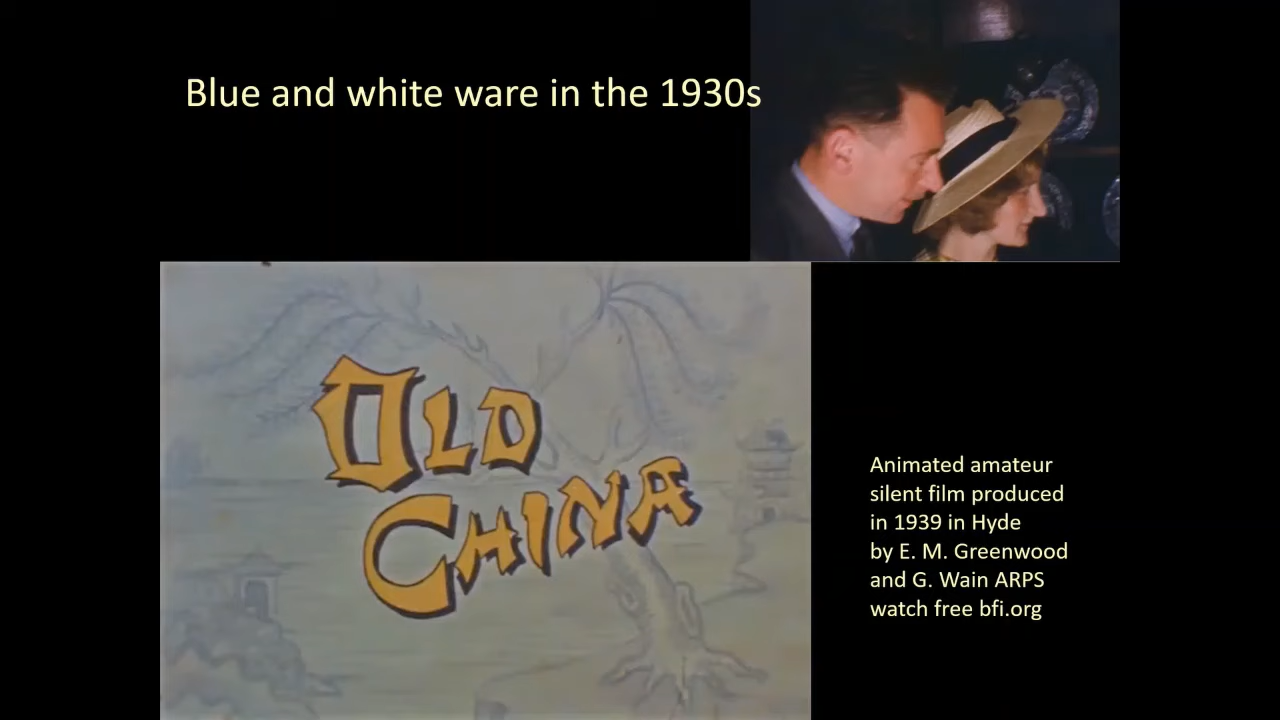 Blue and white ware in the 1930s
OLD
CHINA
Animated amateur
silent film produced
in 1939 in Hyde
by E. M. Greenwood
and G. Wain ARPS
watch free bfi.org